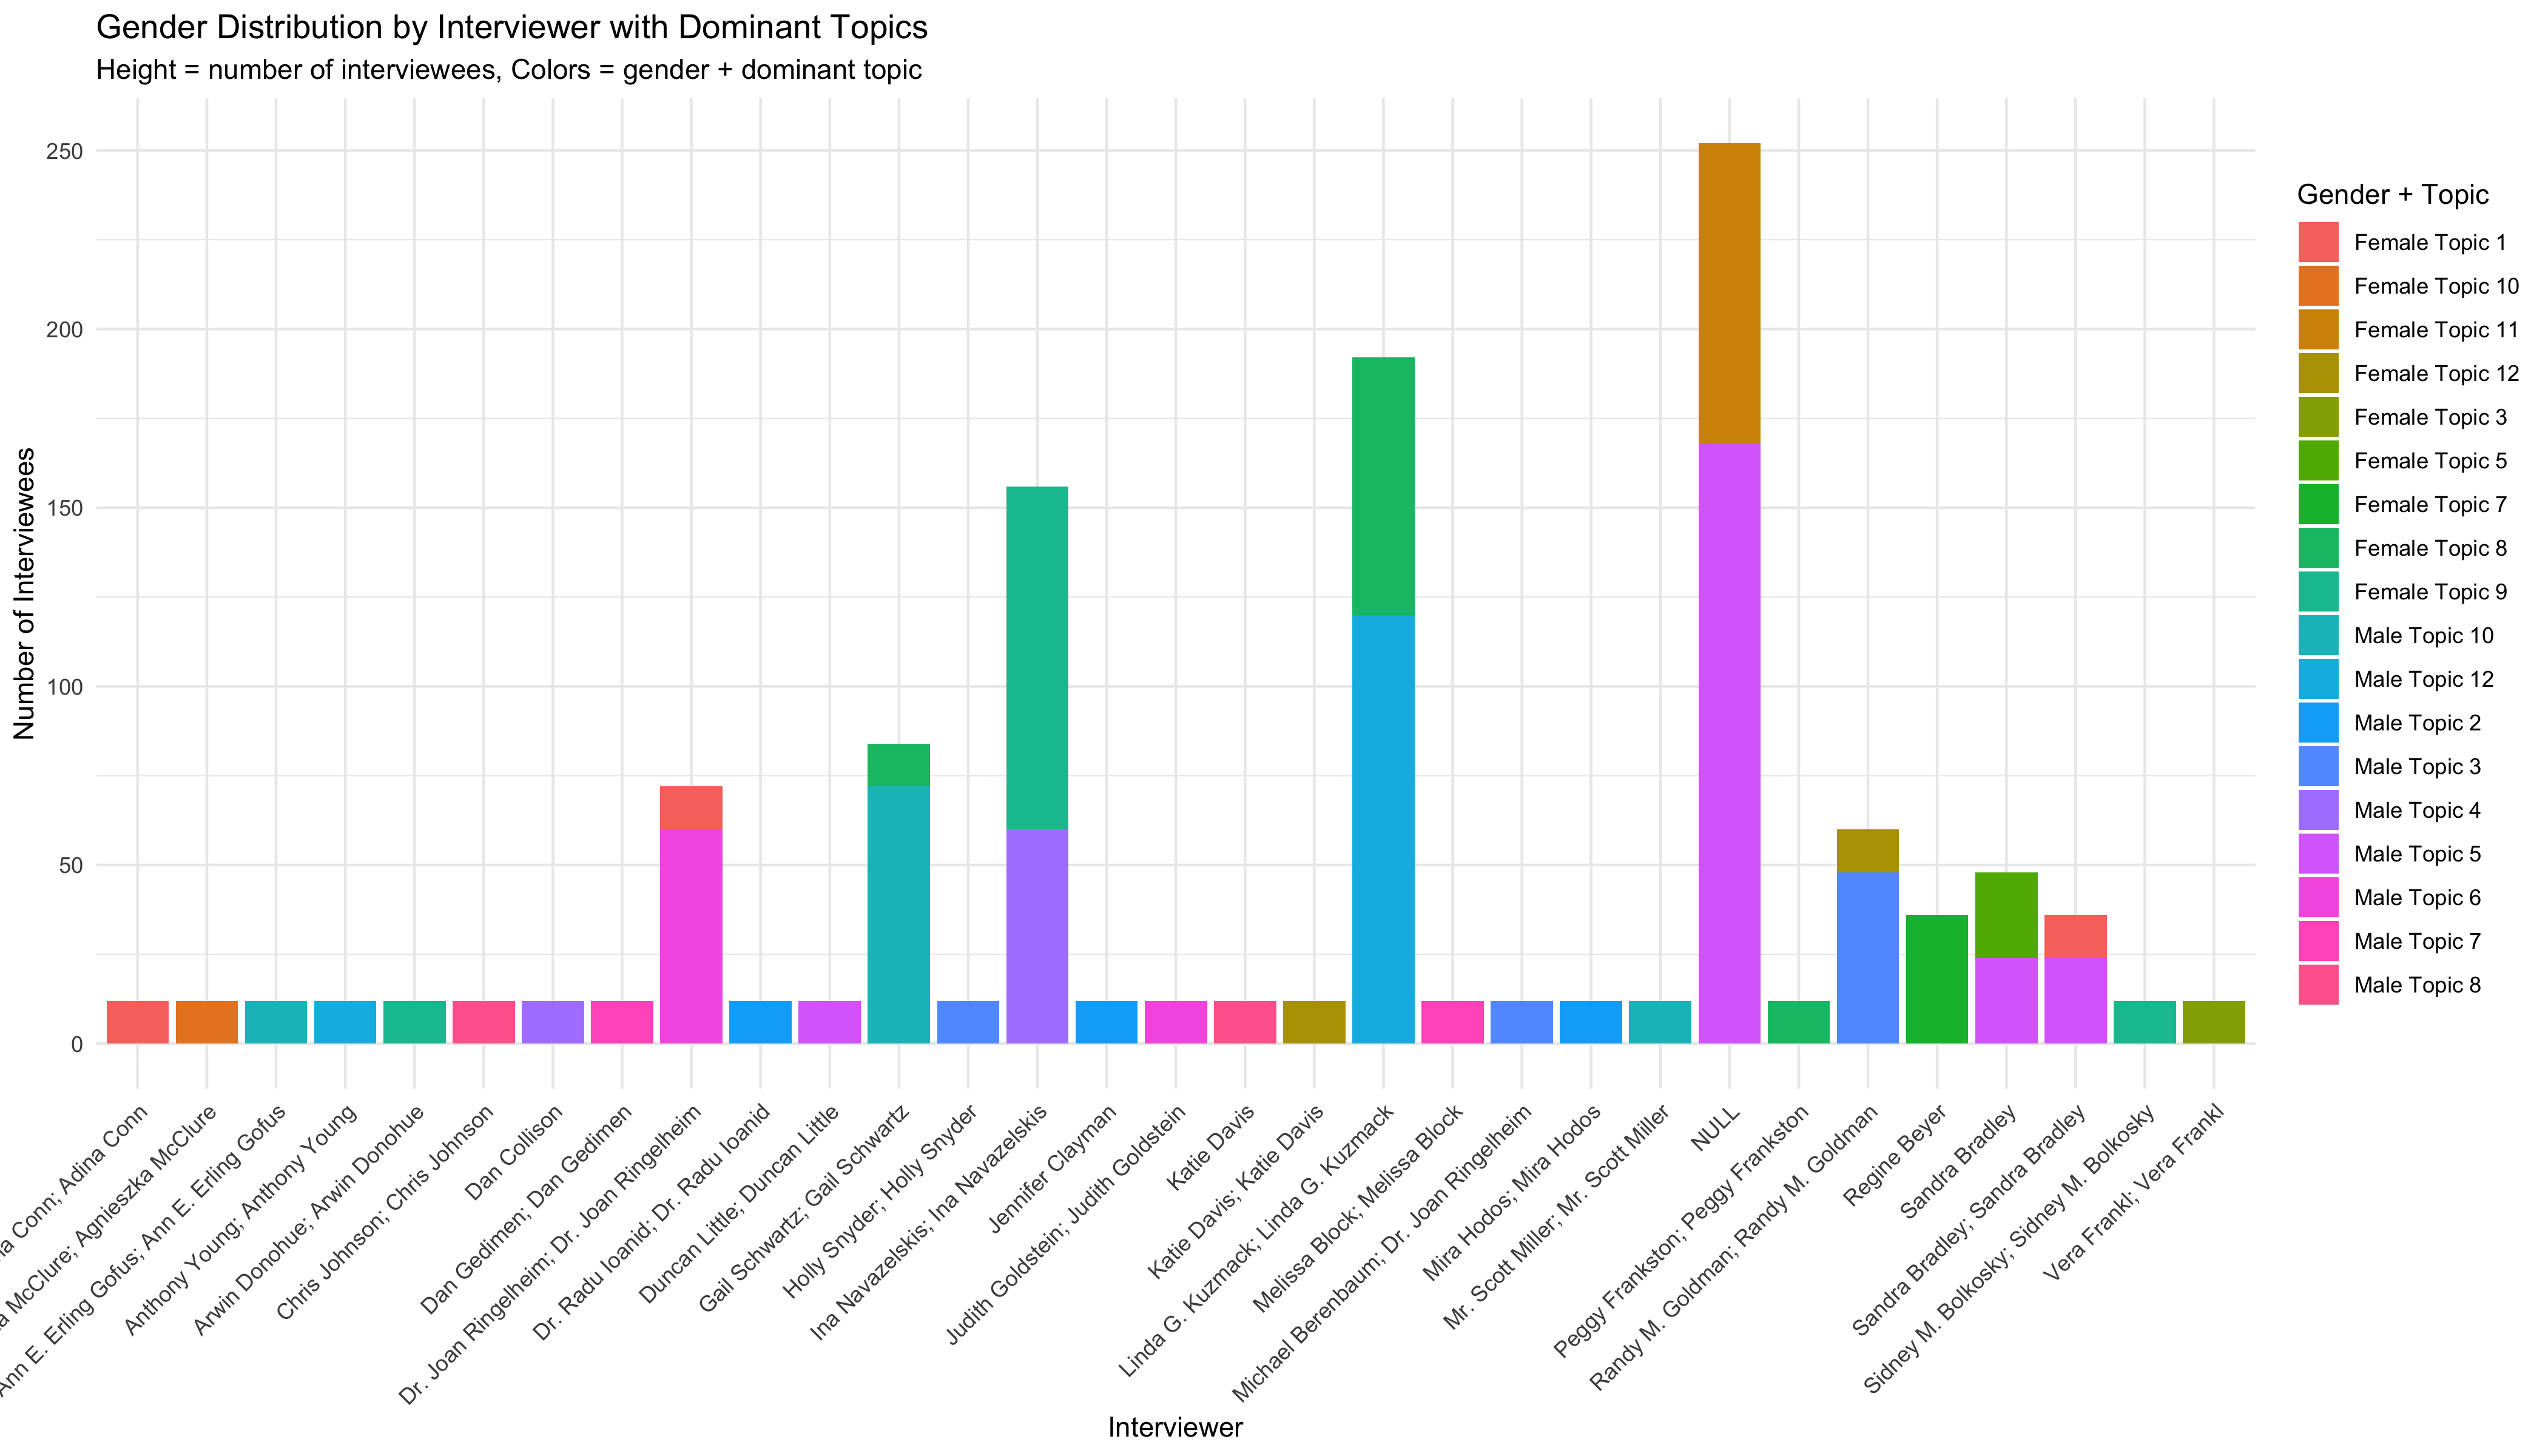 Gender Distribution by Interviewer with Dominant Topics
Height = number of interviewees, Colors = gender + dominant topic
Number of Interviewees
250
200
150
100
50
0
Conn; Adina Conn
McClure; Agnieszka McClure
Ann E. Erling Gofus; Ann E. Erling Gofus
Anthony Young; Anthony Young
Arwin Donohue; Arwin Donohue
Chris Johnson; Chris Johnson
Dan Collison
Dan Gedimen; Dan Gedimen
Dr. Joan Ringelheim; Dr. Joan Ringelheim
Dr. Radu Ioanid; Dr. Radu Ioanid
Duncan Little; Duncan Little
Gail Schwartz; Gail Schwartz
Holly Snyder; Holly Snyder
Ina Navazelskis; Ina Navazelskis
Jennifer Clayman
Judith Goldstein; Judith Goldstein
Katie Davis
Katie Davis; Katie Davis
Linda G. Kuzmack; Linda G. Kuzmack
Melissa Block; Melissa Block
Michael Berenbaum; Dr. Joan Ringelheim
Mira Hodos; Mira Hodos
Mr. Scott Miller; Mr. Scott Miller
NULL
Peggy Frankston; Peggy Frankston
Randy M. Goldman; Randy M. Goldman
Regine Beyer
Sandra Bradley
Sandra Bradley; Sandra Bradley
Sidney M. Bolkosky; Sidney M. Bolkosky
Vera Frankl; Vera Frankl
Interviewer
Gender + Topic
Female Topic 1
Female Topic 10
Female Topic 11
Female Topic 12
Female Topic 3
Female Topic 5
Female Topic 7
Female Topic 8
Female Topic 9
Male Topic 10
Male Topic 12
Male Topic 2
Male Topic 3
Male Topic 4
Male Topic 5
Male Topic 6
Male Topic 7
Male Topic 8